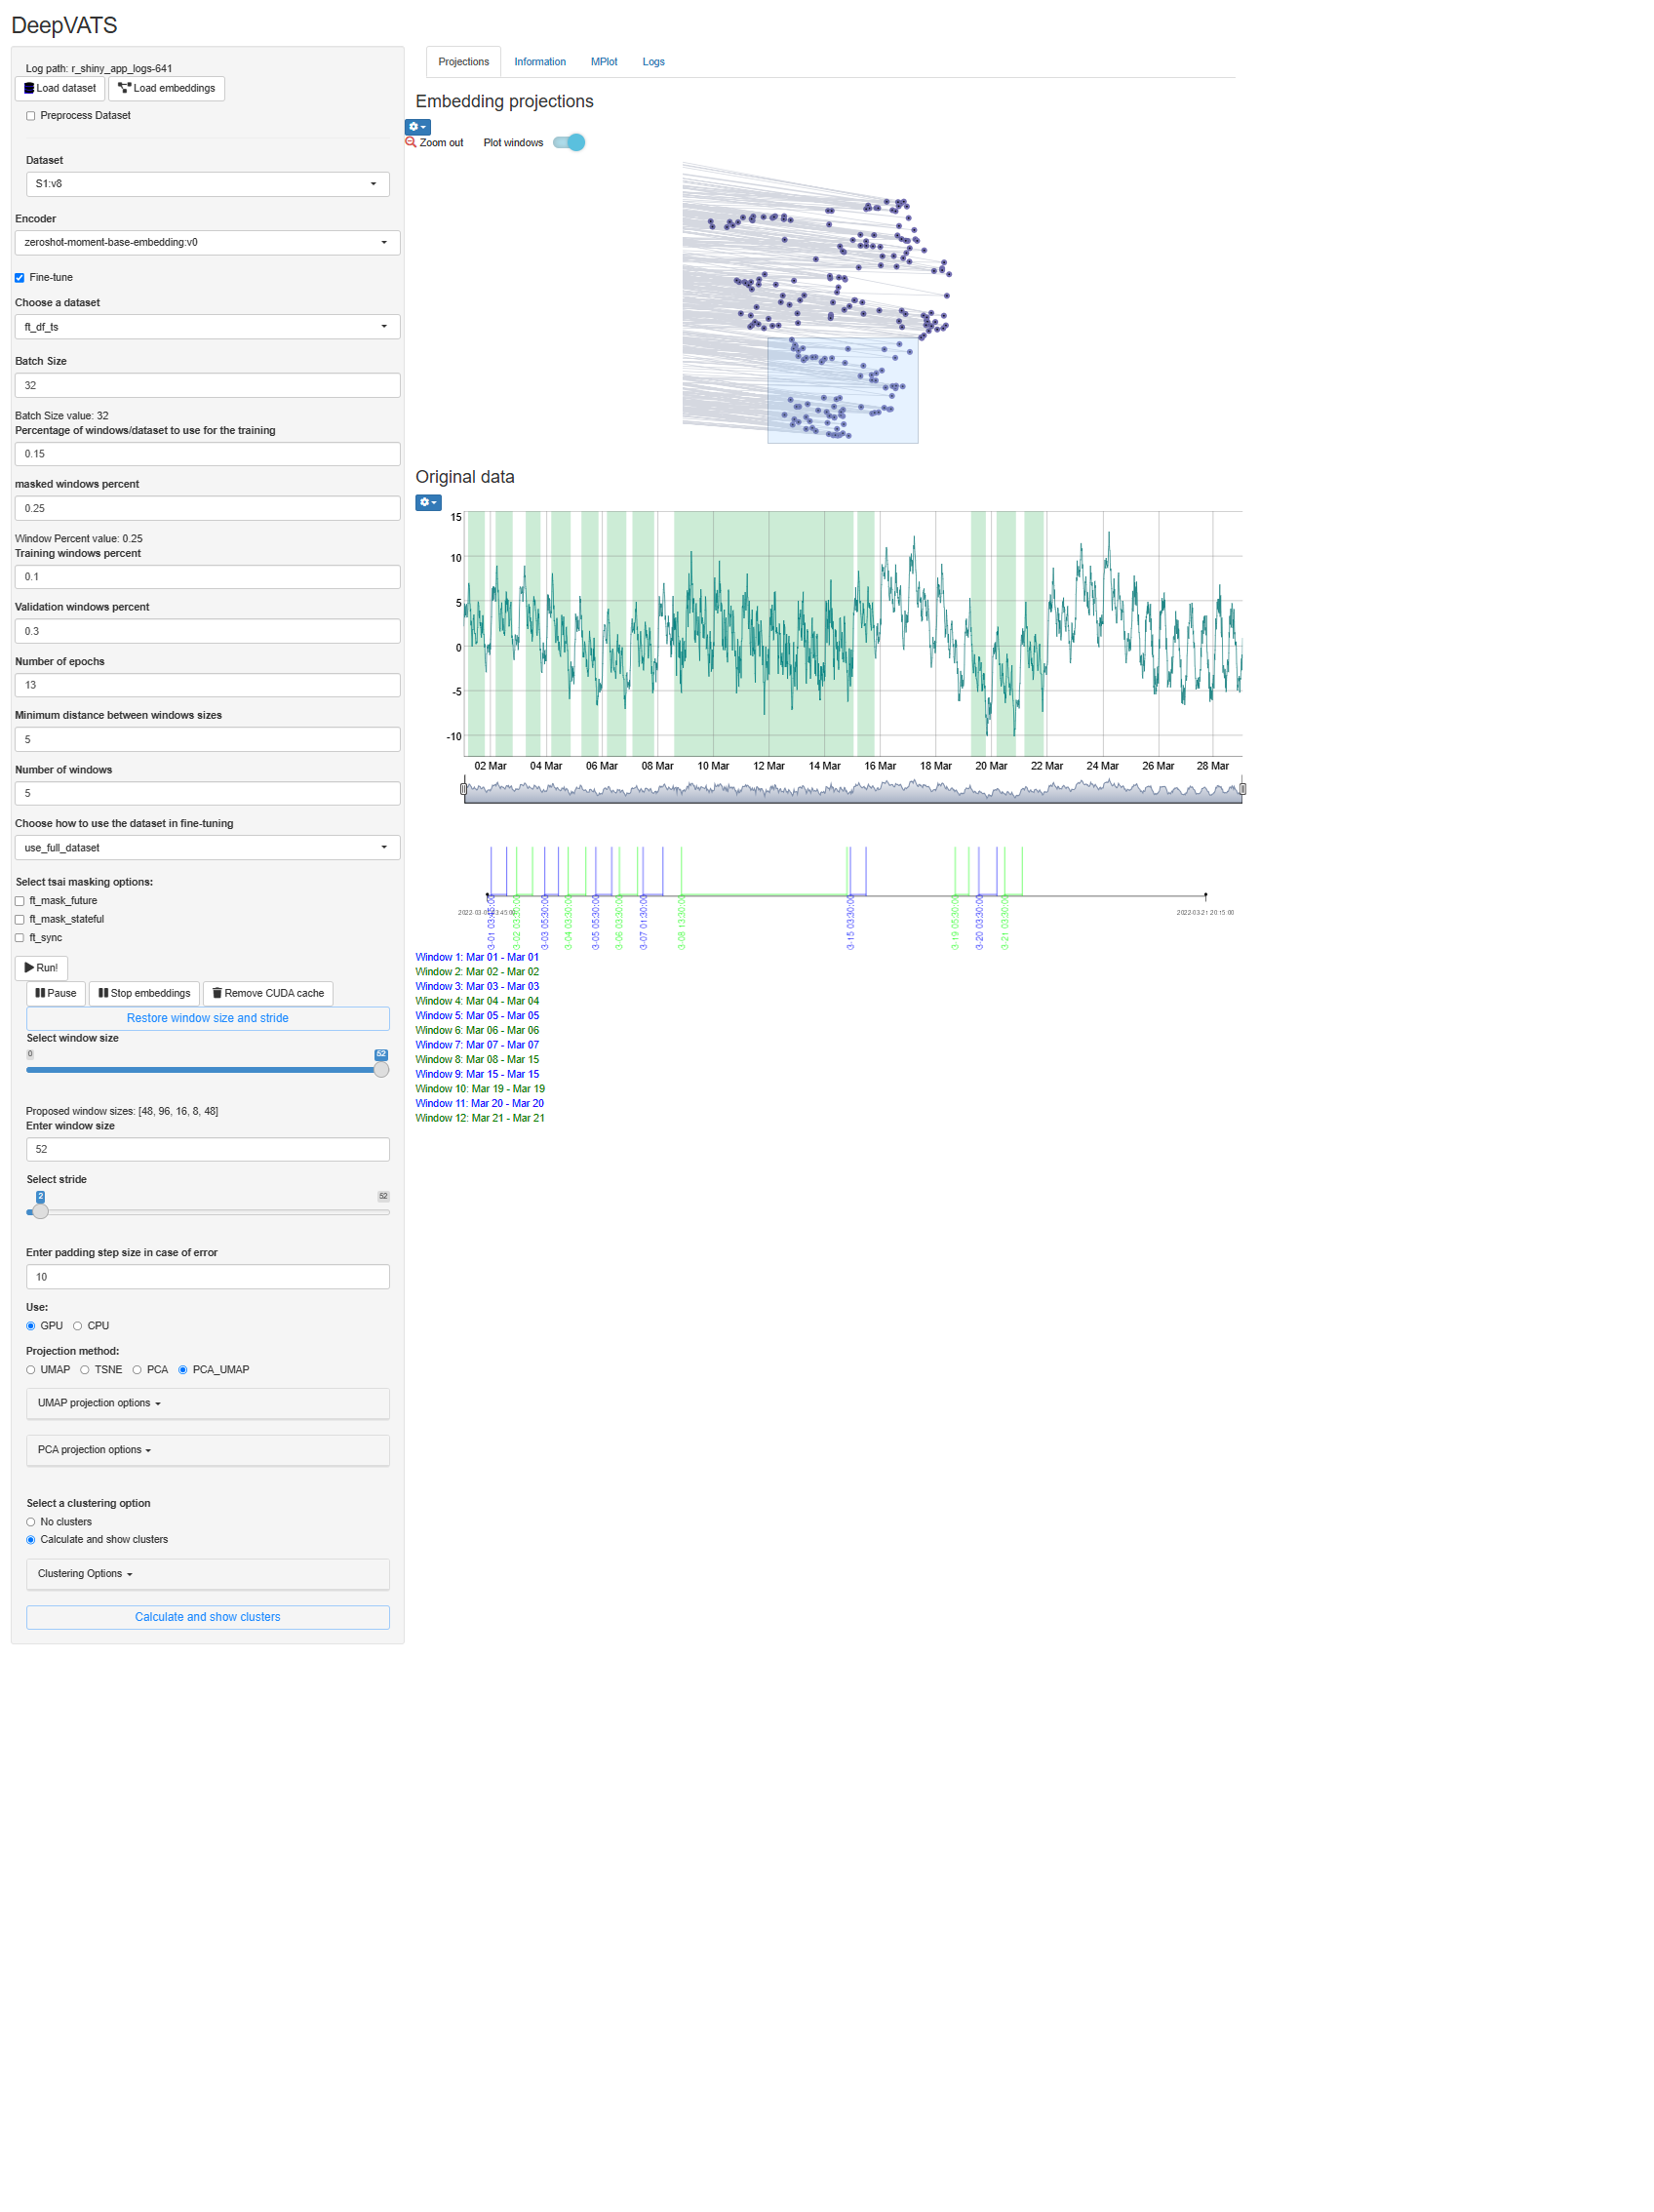 DeepVATS
Log path: r_shiny_app_logs-641
Load dataset Load embeddings
Preprocess Dataset
Dataset
S1:v8
Encoder
zeroshot-moment-base-embedding:v0
Fine-tune
Choose a dataset
ft_df_ts
Batch Size
32
Batch Size value: 32
Percentage of windows/dataset to use for the training
0.15
masked windows percent
0.25
Window Percent value: 0.25
Training windows percent
0.1
Validation windows percent
0.3
Number of epochs
13
Minimum distance between windows sizes
5
Number of windows
5
Choose how to use the dataset in fine-tuning
use_full_dataset
Select tsai masking options:
ft_mask_future
ft_mask_stateful
ft_sync
Run!
Pause Stop embeddings Remove CUDA cache
Restore window size and stride
Select window size
0 52
Proposed window sizes: [48, 96, 16, 8, 48]
Enter window size
52
Select stride
2 52
Enter padding step size in case of error
10
Use:
GPU CPU
Projection method:
UMAP TSNE PCA PCA_UMAP
UMAP projection options
PCA projection options
Select a clustering option
No clusters
Calculate and show clusters
Clustering Options
Calculate and show clusters
Projections Information MPlot Logs
Embedding projections
Zoom out Plot windows
Original data
15
10
5
0
-5
-10
02 Mar 04 Mar 06 Mar 08 Mar 10 Mar 12 Mar 14 Mar 16 Mar 18 Mar 20 Mar 22 Mar 24 Mar 26 Mar 28 Mar
2022-03-21 20:15:00
3-03 05:30:00
3-04 03:30:00
3-05 05:30:00
3-06 03:30:00
3-07 01:30:00
3-08 13:30:00
3-15 03:30:00
3-19 05:30:00
3-20 03:30:00
3-21 03:30:00
Window 1: Mar 01 - Mar 01
Window 2: Mar 02 - Mar 02
Window 3: Mar 03 - Mar 03
Window 4: Mar 04 - Mar 04
Window 5: Mar 05 - Mar 05
Window 6: Mar 06 - Mar 06
Window 7: Mar 07 - Mar 07
Window 8: Mar 08 - Mar 15
Window 9: Mar 15 - Mar 15
Window 10: Mar 19 - Mar 19
Window 11: Mar 20 - Mar 20
Window 12: Mar 21 - Mar 21